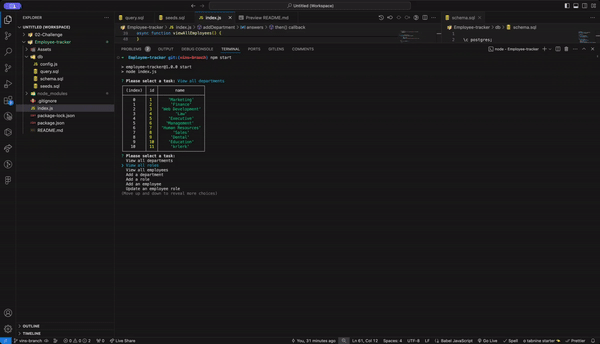 Untitled (Workspace)
EXPLORER
query.sql
seeds.sql
index.js
Preview README.md
schema.sql
UNTITLED (WORKSPACE)
02-Challenge
Employee-tracker
Assets
db
config.js
query.sql
schema.sql
seeds.sql
node_modules
.gitignore
index.js
package-lock.json
package.json
README.md
OUTLINE
TIMELINE
Employee-tracker > index.js > addDepartment > then() callback
async function viewAllEmployees() {
}
Employee-tracker > db > schema.sql
\c postgres;
PROBLEMS
OUTPUT
DEBUG CONSOLE
TERMINAL
PORTS
GITLENS
COMMENTS
node - Employee-tracker
Employee-tracker git:(vino-branch) npm start
> employee-tracker@1.0.0 start
> node index.js
? Please select a task: View all departments
(index) id name
0 1 'Marketing'
1 2 'Finance'
2 3 'Web Development'
3 4 'Law'
4 5 'Executive'
5 6 'Management'
6 7 'Human Resources'
7 8 'Sales'
8 9 'Dental'
9 10 'Education'
10 11
? Please select a task:
View all departments
> View all roles
View all employees
Add a department
Add a role
Add an employee
Update an employee role
(Move up and down to reveal more choices)
vino-branch
0 0 2
0
Live Share
You, 21 minutes ago
Ln 61, Col 12
Spaces: 4
UTF-8
LF
Babel JavaScript
Go Live
Spell
tabnine starter
Prettier